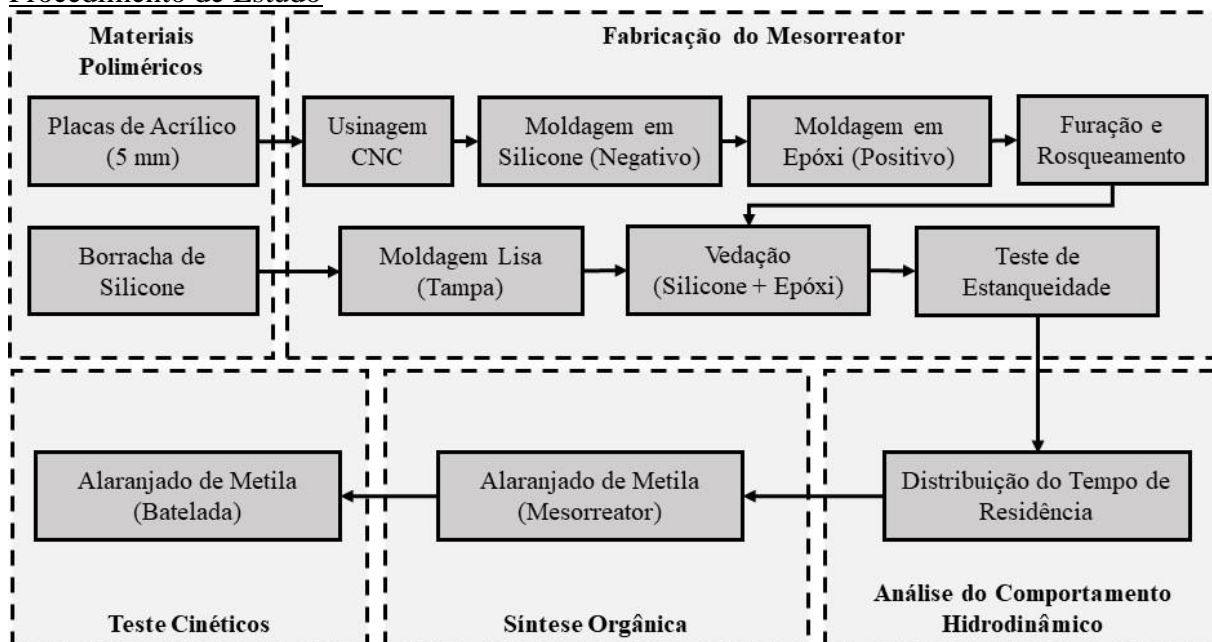 Procedimento de Estudo
Materiais
Poliméricos
Fabricação do Mesorreator
Placas de Acrílico
(5 mm)
Usinagem
CNC
Moldagem em
Silicone (Negativo)
Moldagem em
Epóxi (Positivo)
Furação e
Rosqueamento
Borracha de
Silicone
Moldagem Lisa
(Tampa)
Vedação
(Silicone + Epóxi)
Teste de
Estanqueidade
Alaranjado de Metila
(Batelada)
Alaranjado de Metila
(Mesorreator)
Distribuição do Tempo de
Residência
Teste Cinéticos
Síntese Orgânica
Análise do Comportamento
Hidrodinâmico